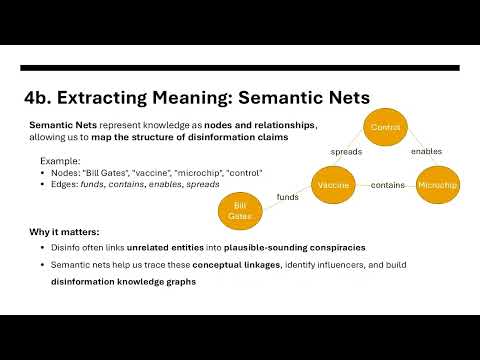 4b. Extracting Meaning: Semantic Nets
Semantic Nets represent knowledge as nodes and relationships,
allowing us to map the structure of disinformation claims
Example:
• Nodes: "Bill Gates", "vaccine", "microchip", "control"
• Edges: funds, contains, enables, spreads
Control
spreads
enables
Vaccine
contains
Microchip
funds
Bill
Gates
Why it matters:
• Disinfo often links unrelated entities into plausible-sounding conspiracies
• Semantic nets help us trace these conceptual linkages, identify influencers, and build
disinformation knowledge graphs